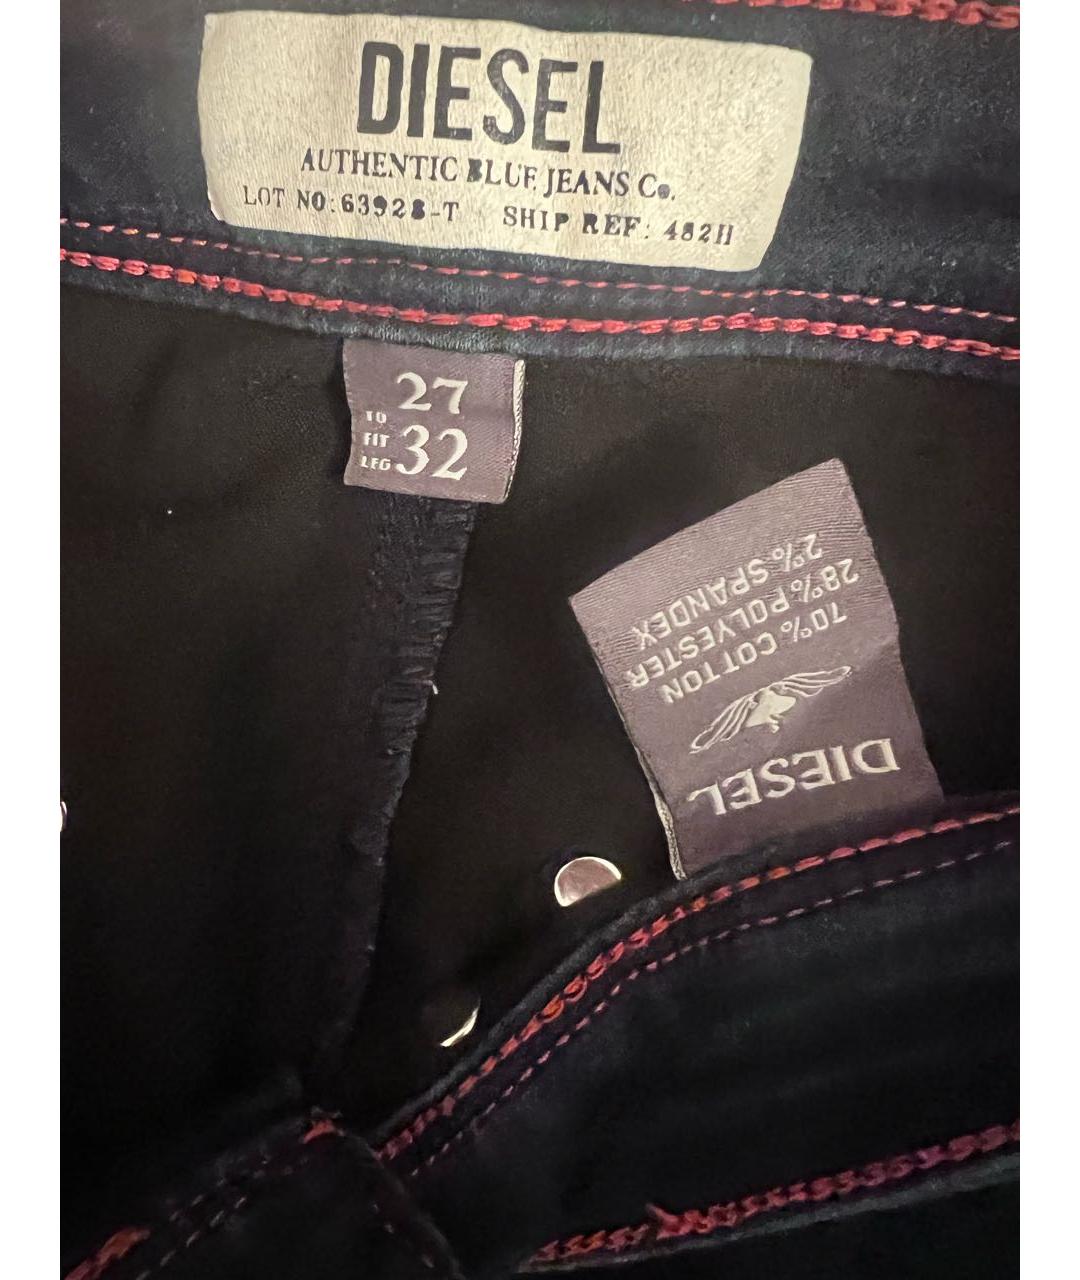 DIESEL
AUTHENTIC BLUE JEANS Co.
LOT NO:63928-T SHIP REF: 482H
27
TO FIT LEG 32
DIESEL
70% COTTON
28% POLYESTER
2% SPANDEX